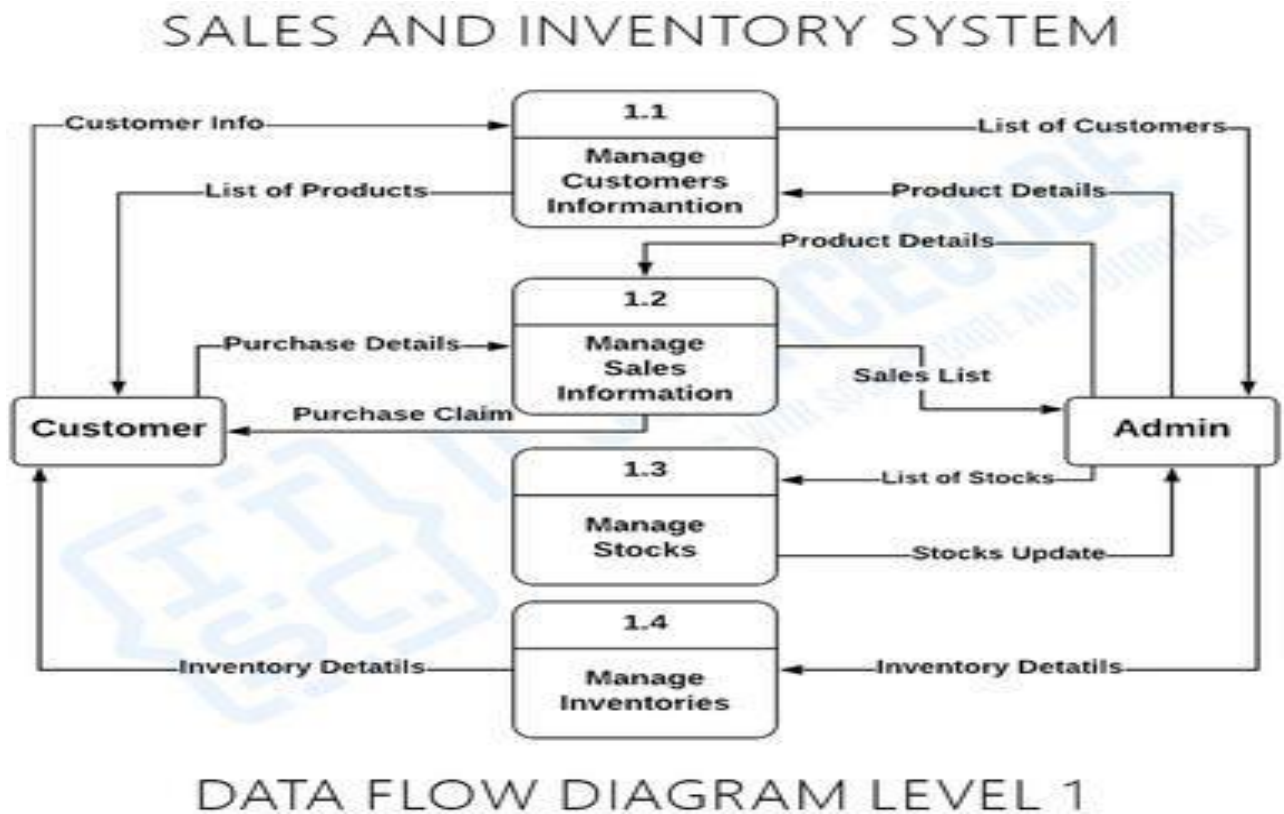 SALES AND INVENTORY SYSTEM
1.1
Manage
Customers
Informantion
Customer Info
List of Customers
List of Products
Product Details
Product Details
1.2
Manage
Sales
Information
Purchase Details
Sales List
Purchase Claim
Customer
Admin
1.3
Manage
Stocks
List of Stocks
Stocks Update
1.4
Manage
Inventories
Inventory Detatils
Inventory Detatils
DATA FLOW DIAGRAM LEVEL 1